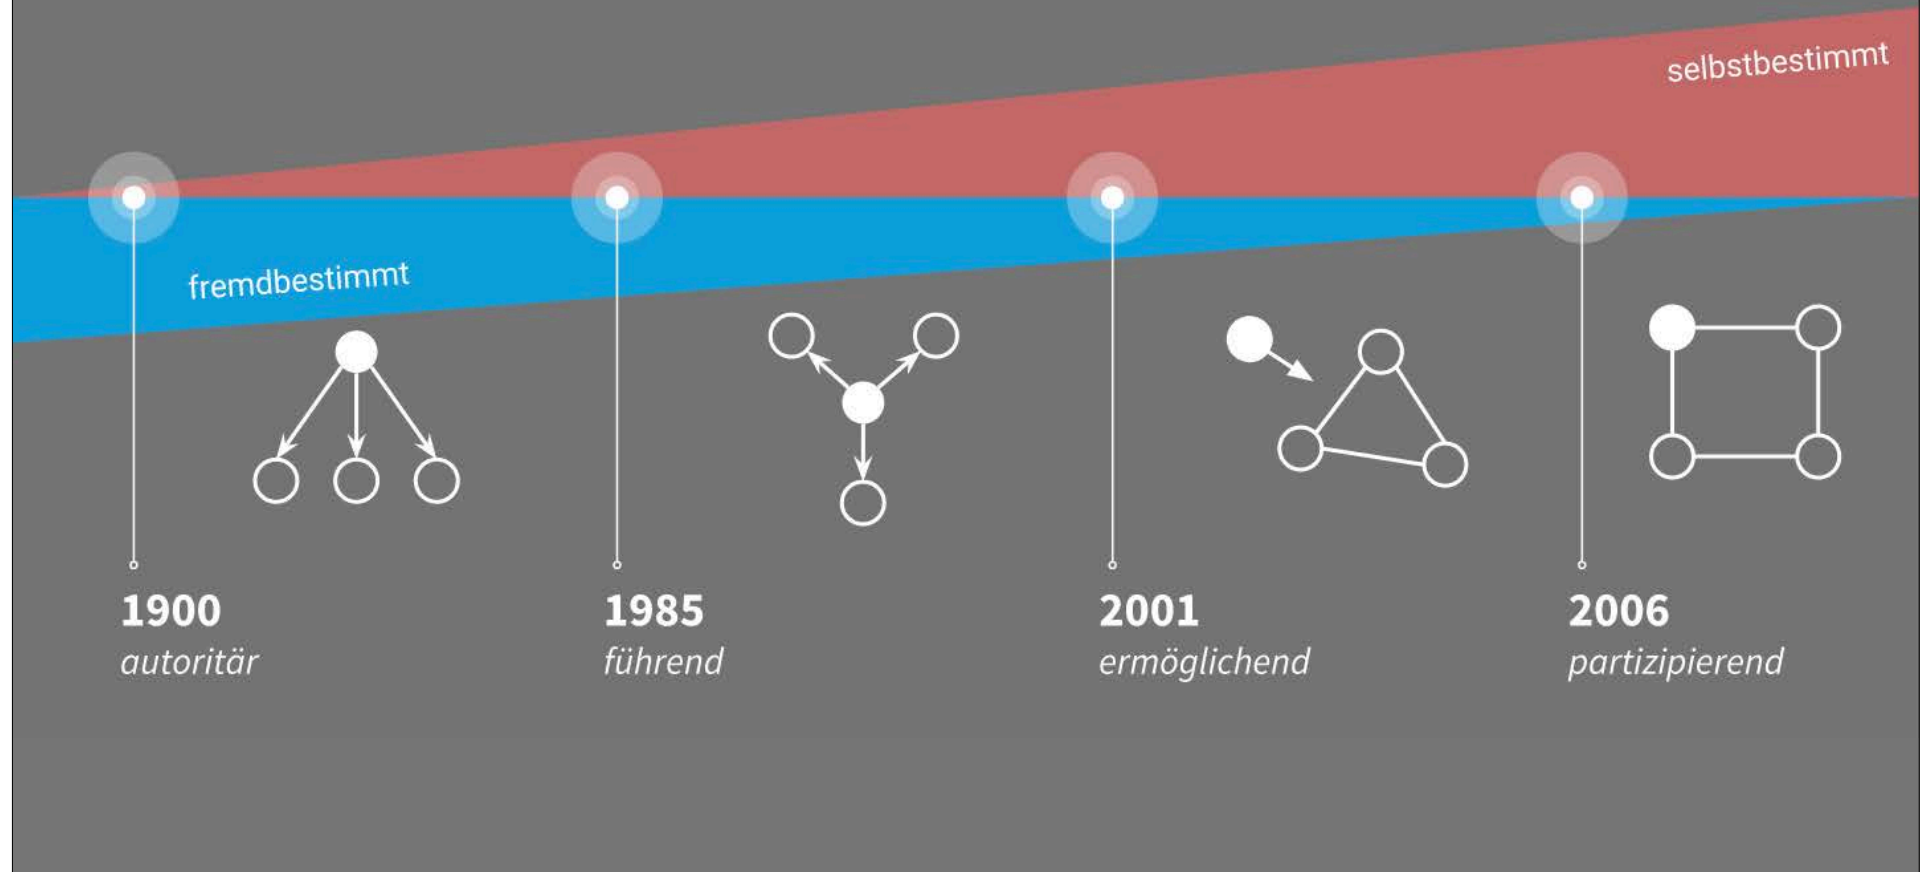 selbstbestimmt
fremdbestimmt
1900
autoritär
1985
führend
2001
ermöglichend
2006
partizipierend